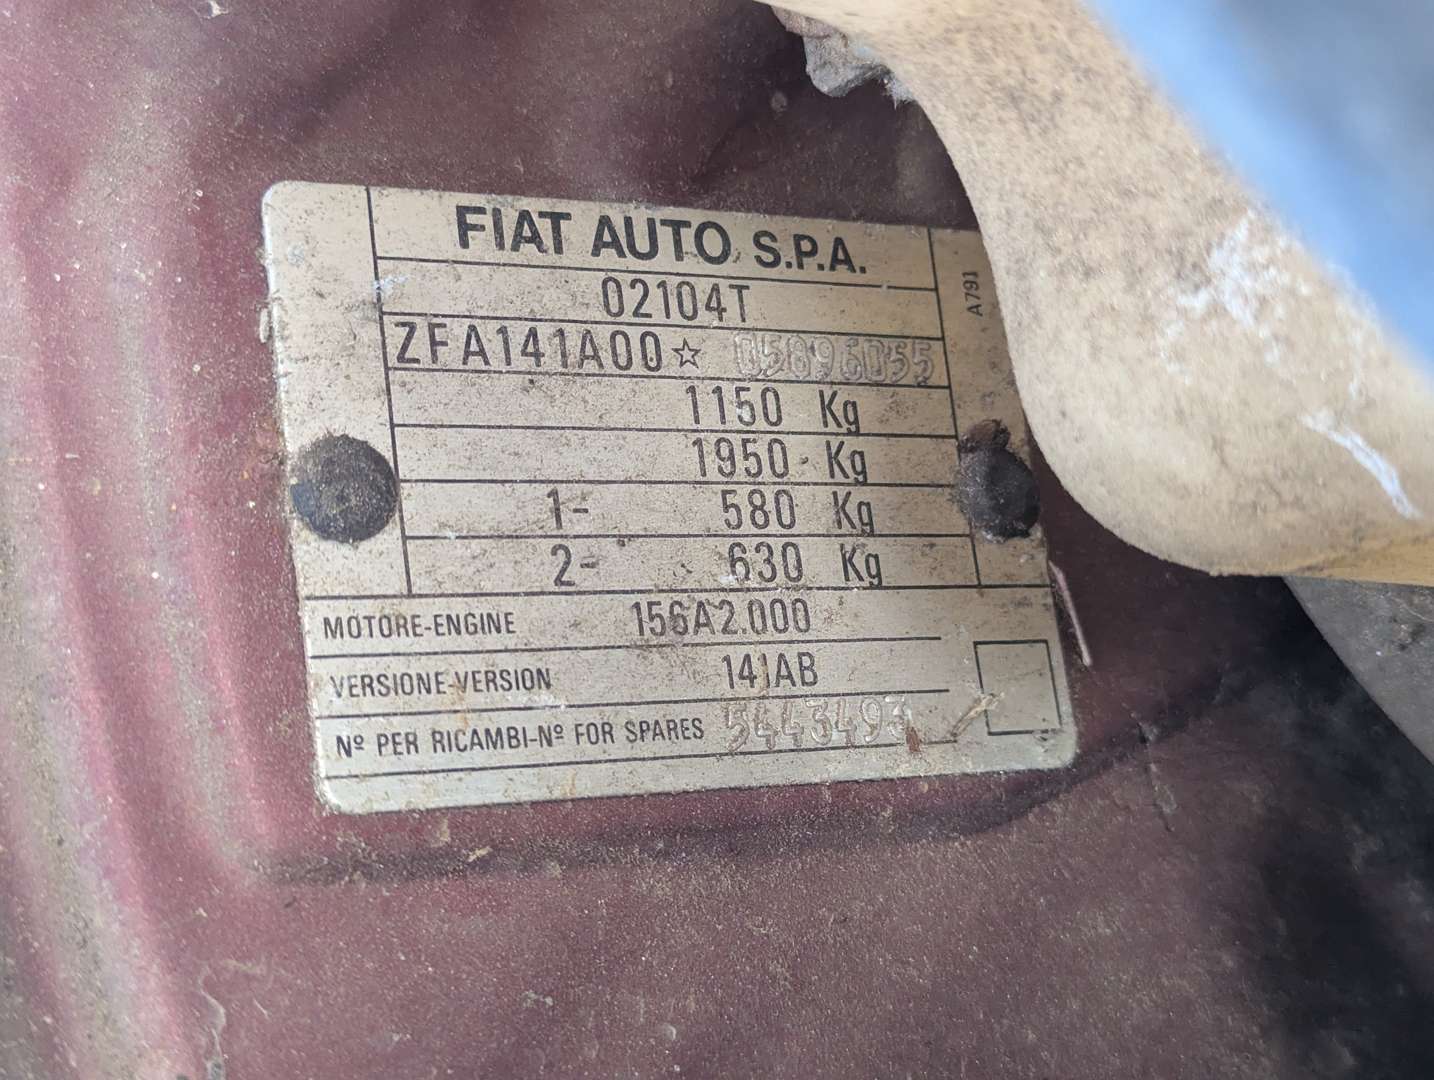 FIAT AUTO S.P.A.
02104T
A791
ZFA141A00☆ 05896055
1150 Kg
1950 Kg
1- 580 Kg
2- 630 Kg
MOTORE-ENGINE 156A2.000
VERSIONE-VERSION 141AB
Nº PER RICAMBI-Nº FOR SPARES 5443493